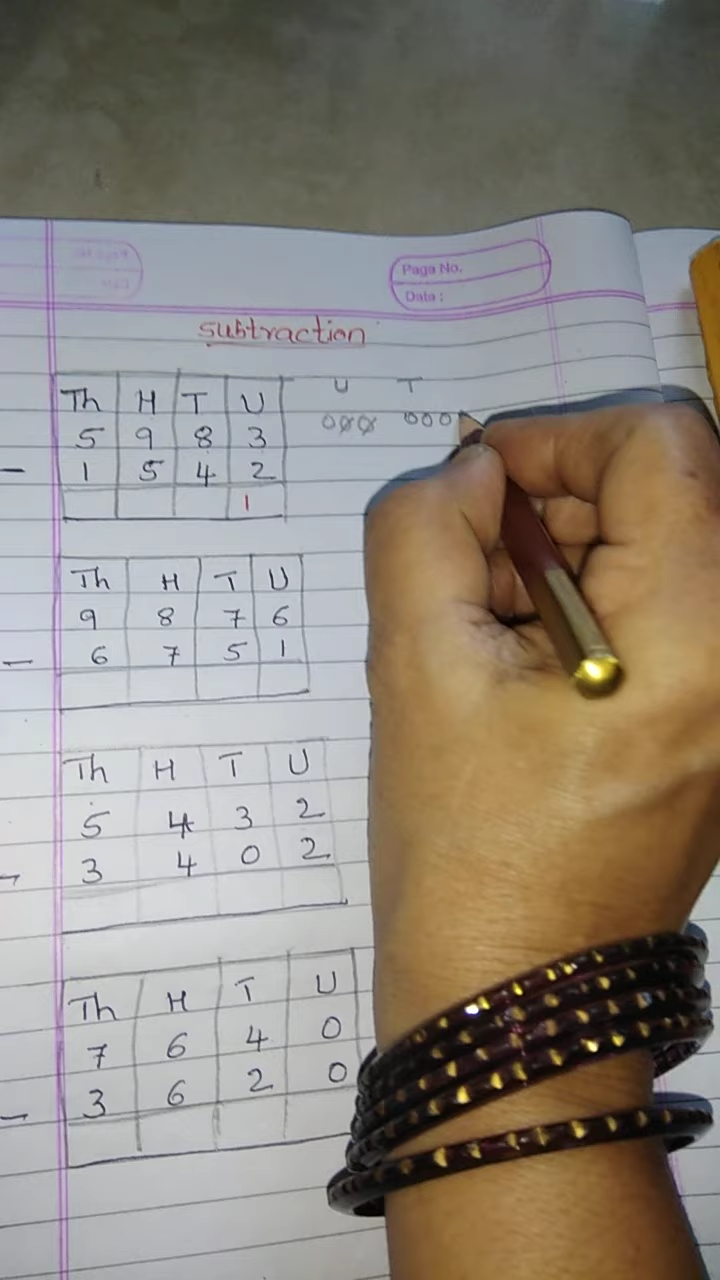 Page No.
Date :
subtraction
Th H T U U T
5 9 8 3
- 1 5 4 2
1
Th H T U
9 8 7 6
- 6 7 5 1
Th H T U
5 4 3 2
- 3 4 0 2
Th H T U
7 6 4 0
- 3 6 2 0